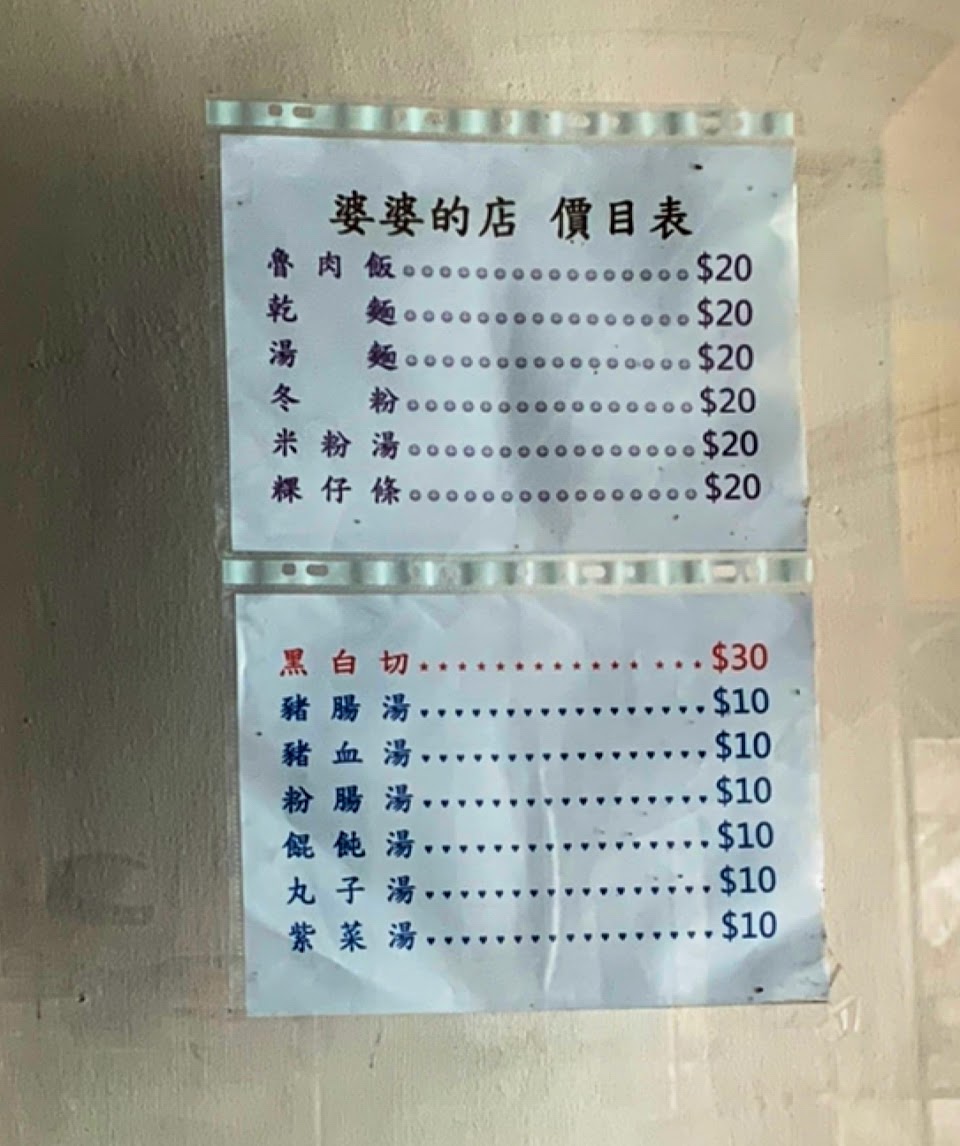 婆婆的店 價目表
魯肉飯。。。。。。。。。。。。。。。。$20
乾 麵。。。。。。。。。。。。。。。。$20
湯 麵。。。。。。。。。。。。。。。。$20
冬 粉。。。。。。。。。。。。。。。。$20
米粉湯。。。。。。。。。。。。。。。。$20
粿仔條。。。。。。。。。。。。。。。。$20
黑白切................$30
豬腸湯................$10
豬血湯................$10
粉腸湯................$10
餛飩湯................$10
丸子湯................$10
紫菜湯................$10